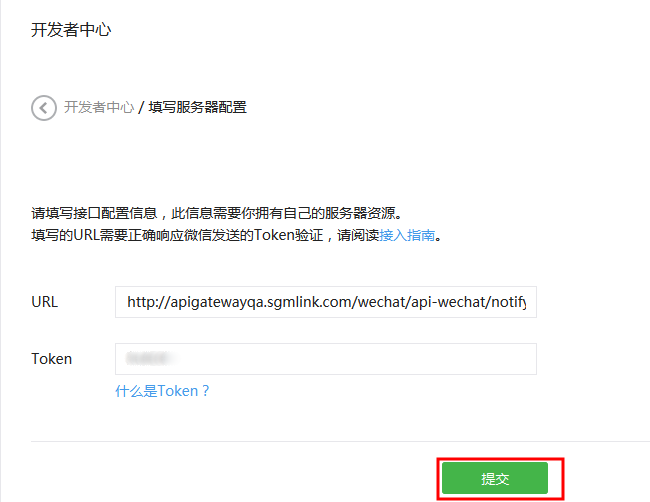 开发者中心
开发者中心 / 填写服务器配置
请填写接口配置信息，此信息需要你拥有自己的服务器资源。
填写的URL需要正确响应微信发送的Token验证，请阅读接入指南。
URL http://apigatewayqa.sgmlink.com/wechat/api-wechat/notify
Token
什么是Token？
提交